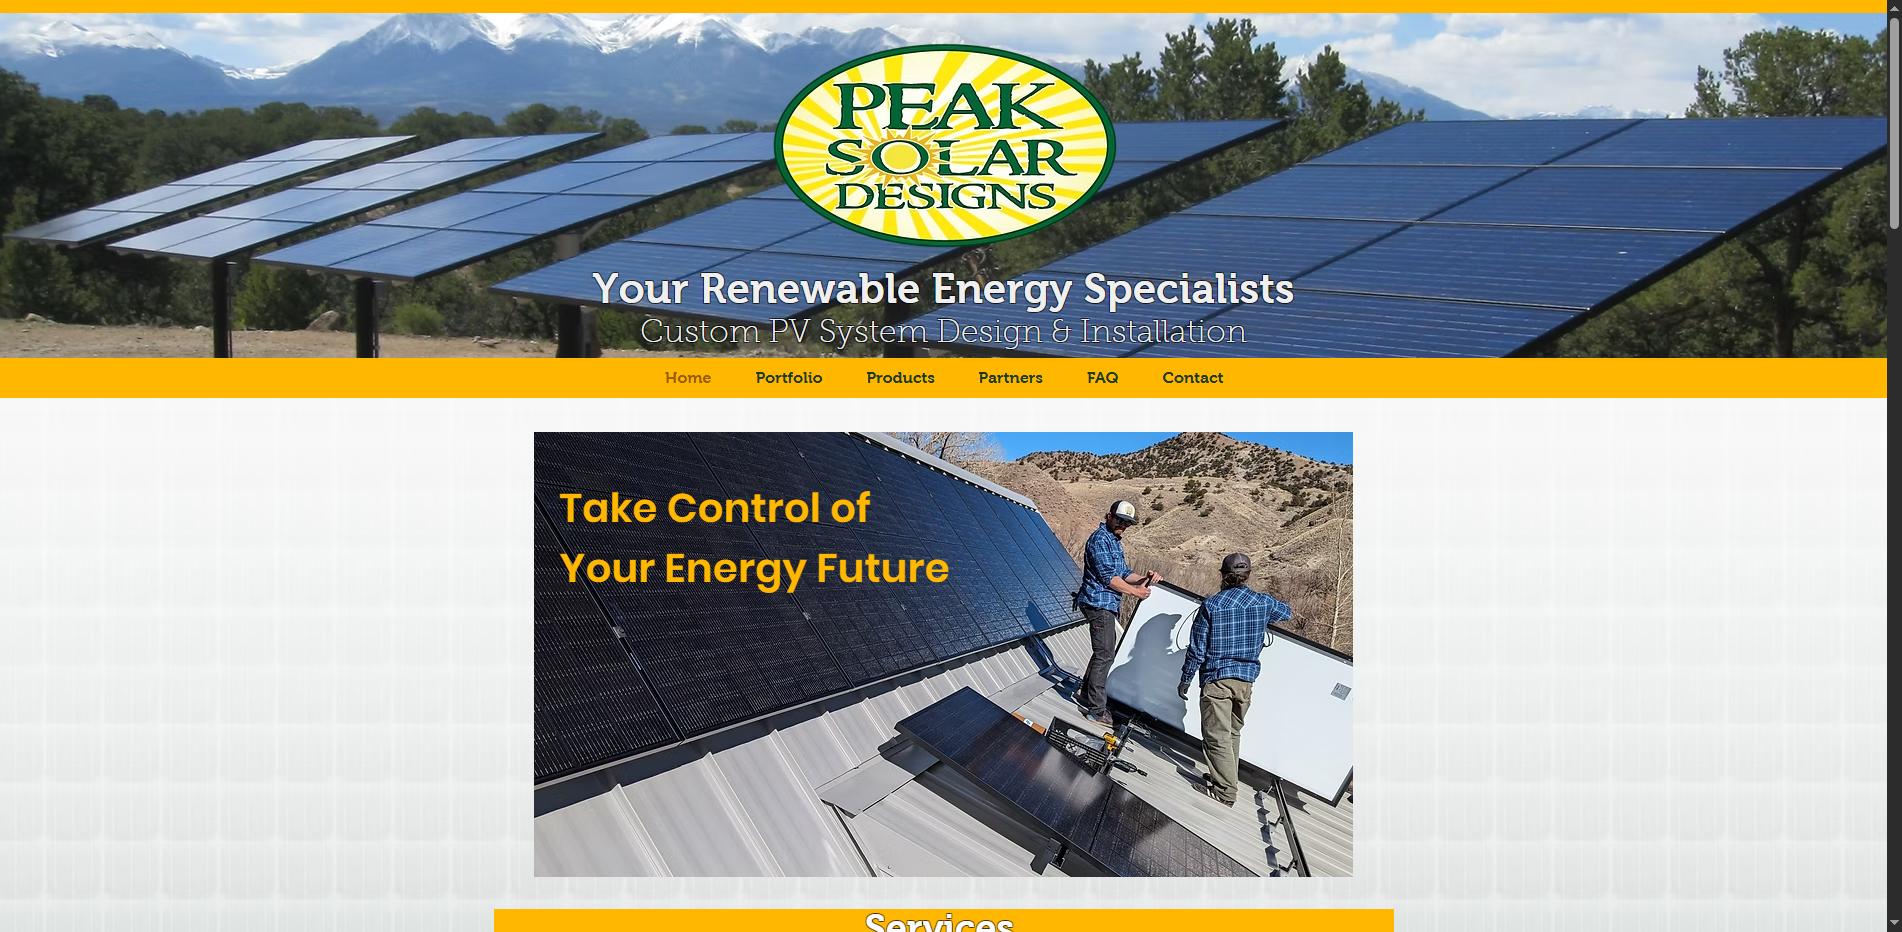 PEAK
SOLAR
DESIGNS
Your Renewable Energy Specialists
Custom PV System Design & Installation
Home Portfolio Products Partners FAQ Contact
Take Control of
Your Energy Future
Services